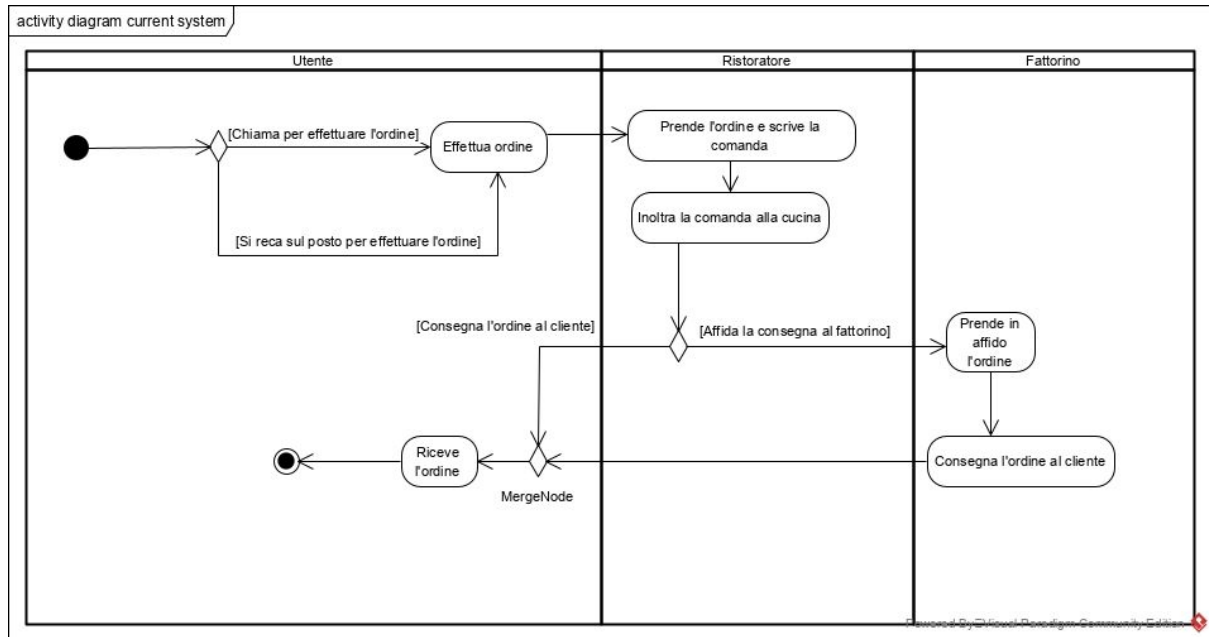 activity diagram current system
Utente
Ristoratore
Fattorino
[Chiama per effettuare l'ordine]
Effettua ordine
Prende l'ordine e scrive la
comanda
Inoltra la comanda alla cucina
[Si reca sul posto per effettuare l'ordine]
[Consegna l'ordine al cliente]
[Affida la consegna al fattorino]
Prende in
affido
l'ordine
Riceve
l'ordine
MergeNode
Consegna l'ordine al cliente
Powered By Visual Paradigm Community Edition